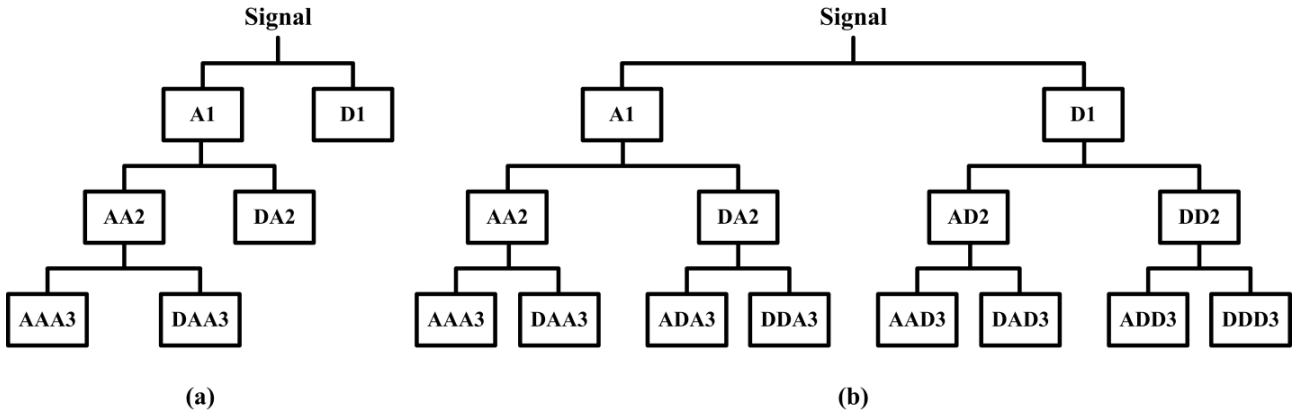 Signal
A1 D1
AA2 DA2
AAA3 DAA3
(a)
Signal
A1 D1
AA2 DA2 AD2 DD2
AAA3 DAA3 ADA3 DDA3 AAD3 DAD3 ADD3 DDD3
(b)